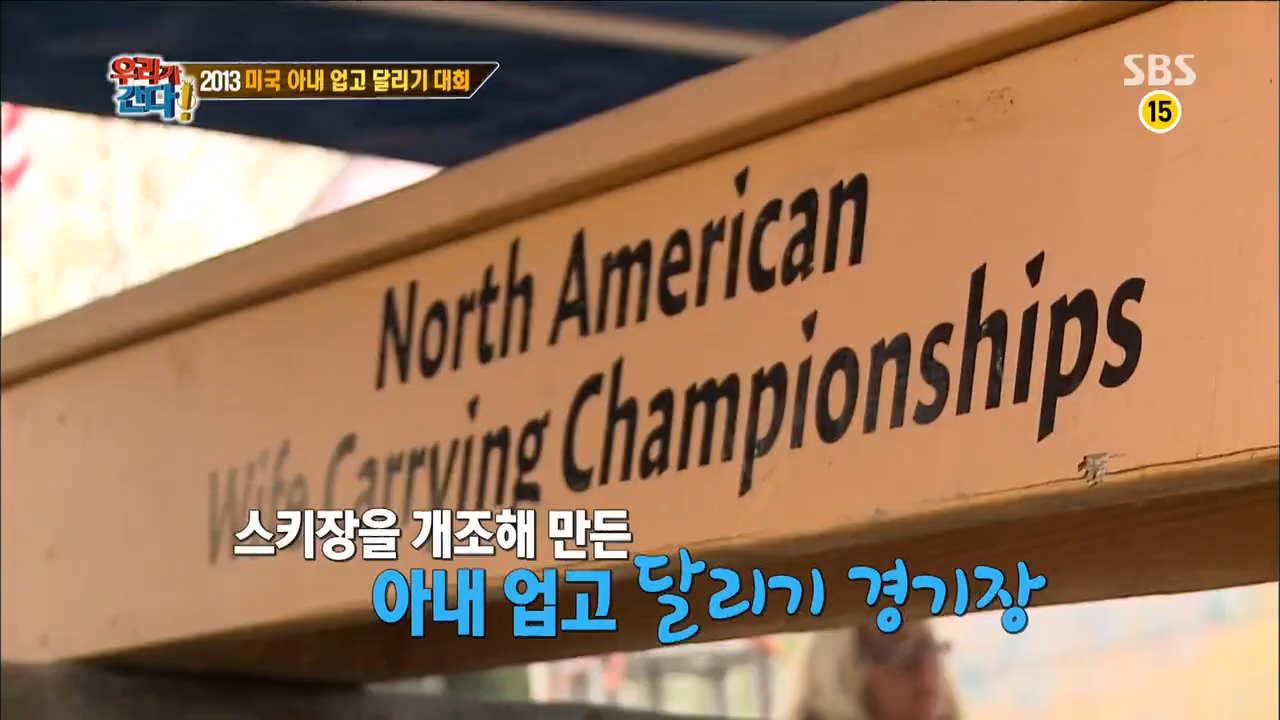 우리가
간다!
2013 미국 아내 업고 달리기 대회
SBS
15
North American
Wife Carrying Championships
스키장을 개조해 만든
아내 업고 달리기 경기장